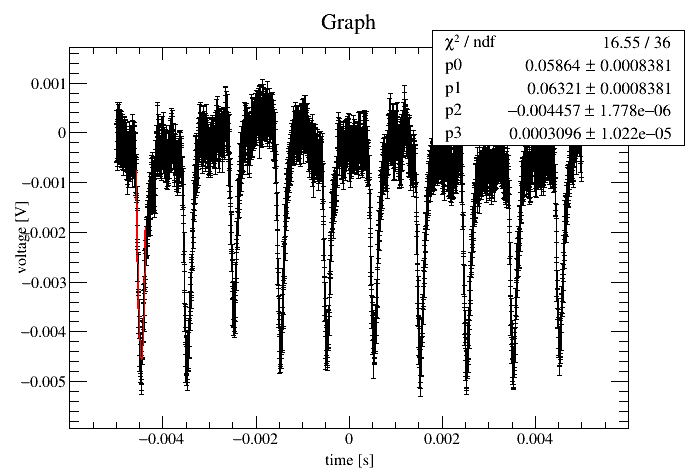 Graph
χ² / ndf 16.55 / 36
p0 0.05864 ± 0.0008381
p1 0.06321 ± 0.0008381
p2 −0.004457 ± 1.778e−06
p3 0.0003096 ± 1.022e−05
voltage [V]
0.001
0
−0.001
−0.002
−0.003
−0.004
−0.005
−0.004 −0.002 0 0.002 0.004
time [s]